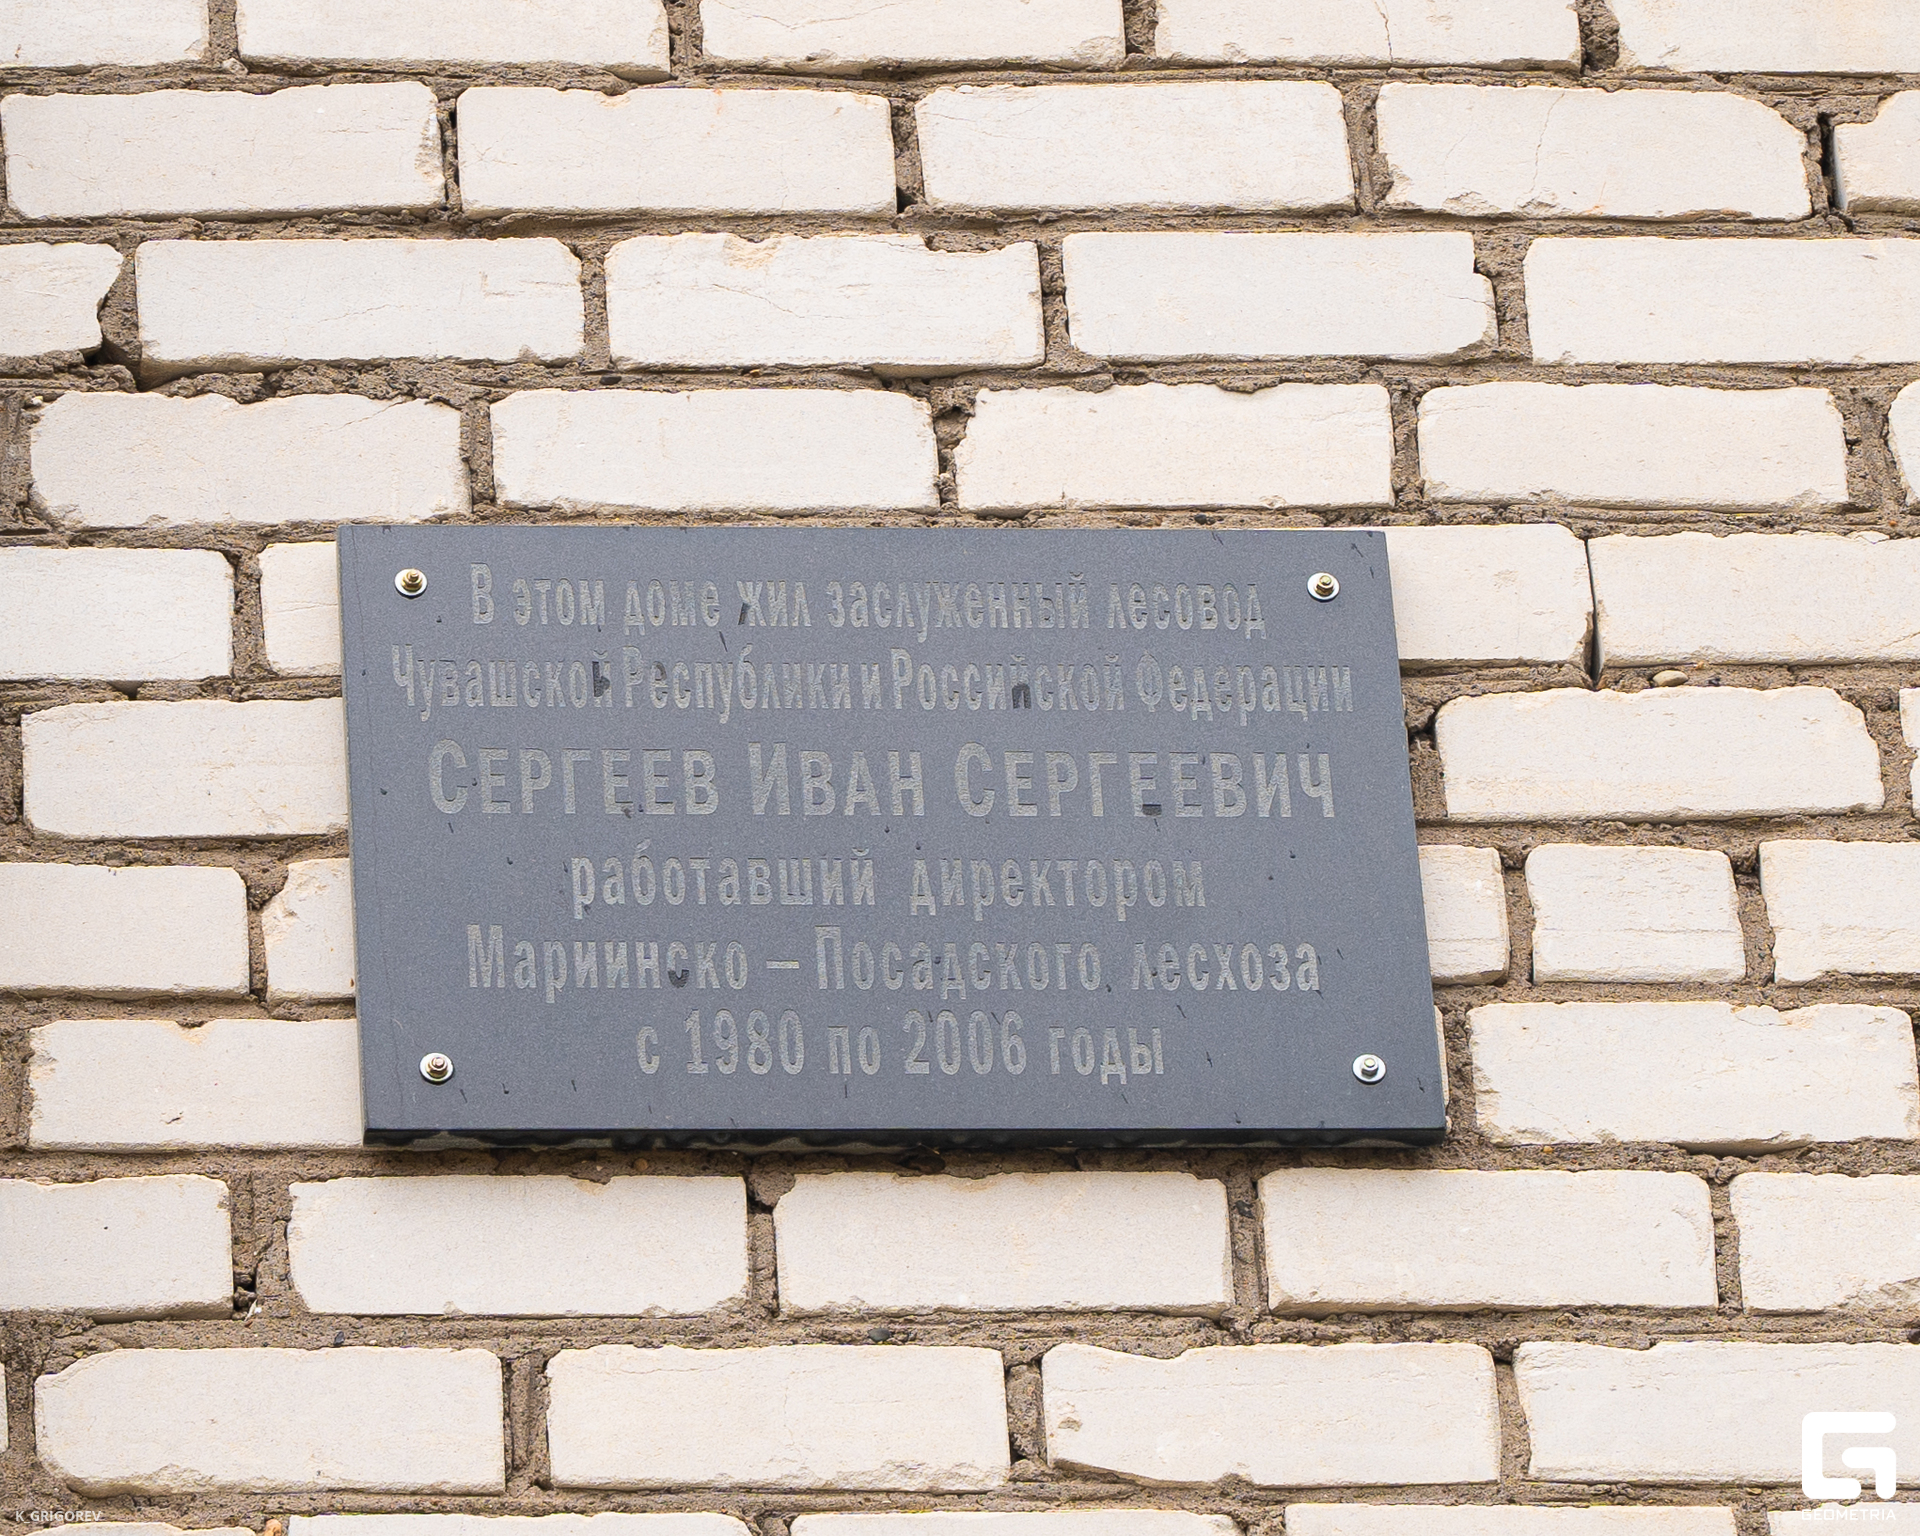 В этом доме жил заслуженный лесовод
Чувашской Республики и Российской Федерации
СЕРГЕЕВ ИВАН СЕРГЕЕВИЧ
работавший директором
Мариинско – Посадского лесхоза
с 1980 по 2006 годы
K_GRIGOREV
GEOMETRIA